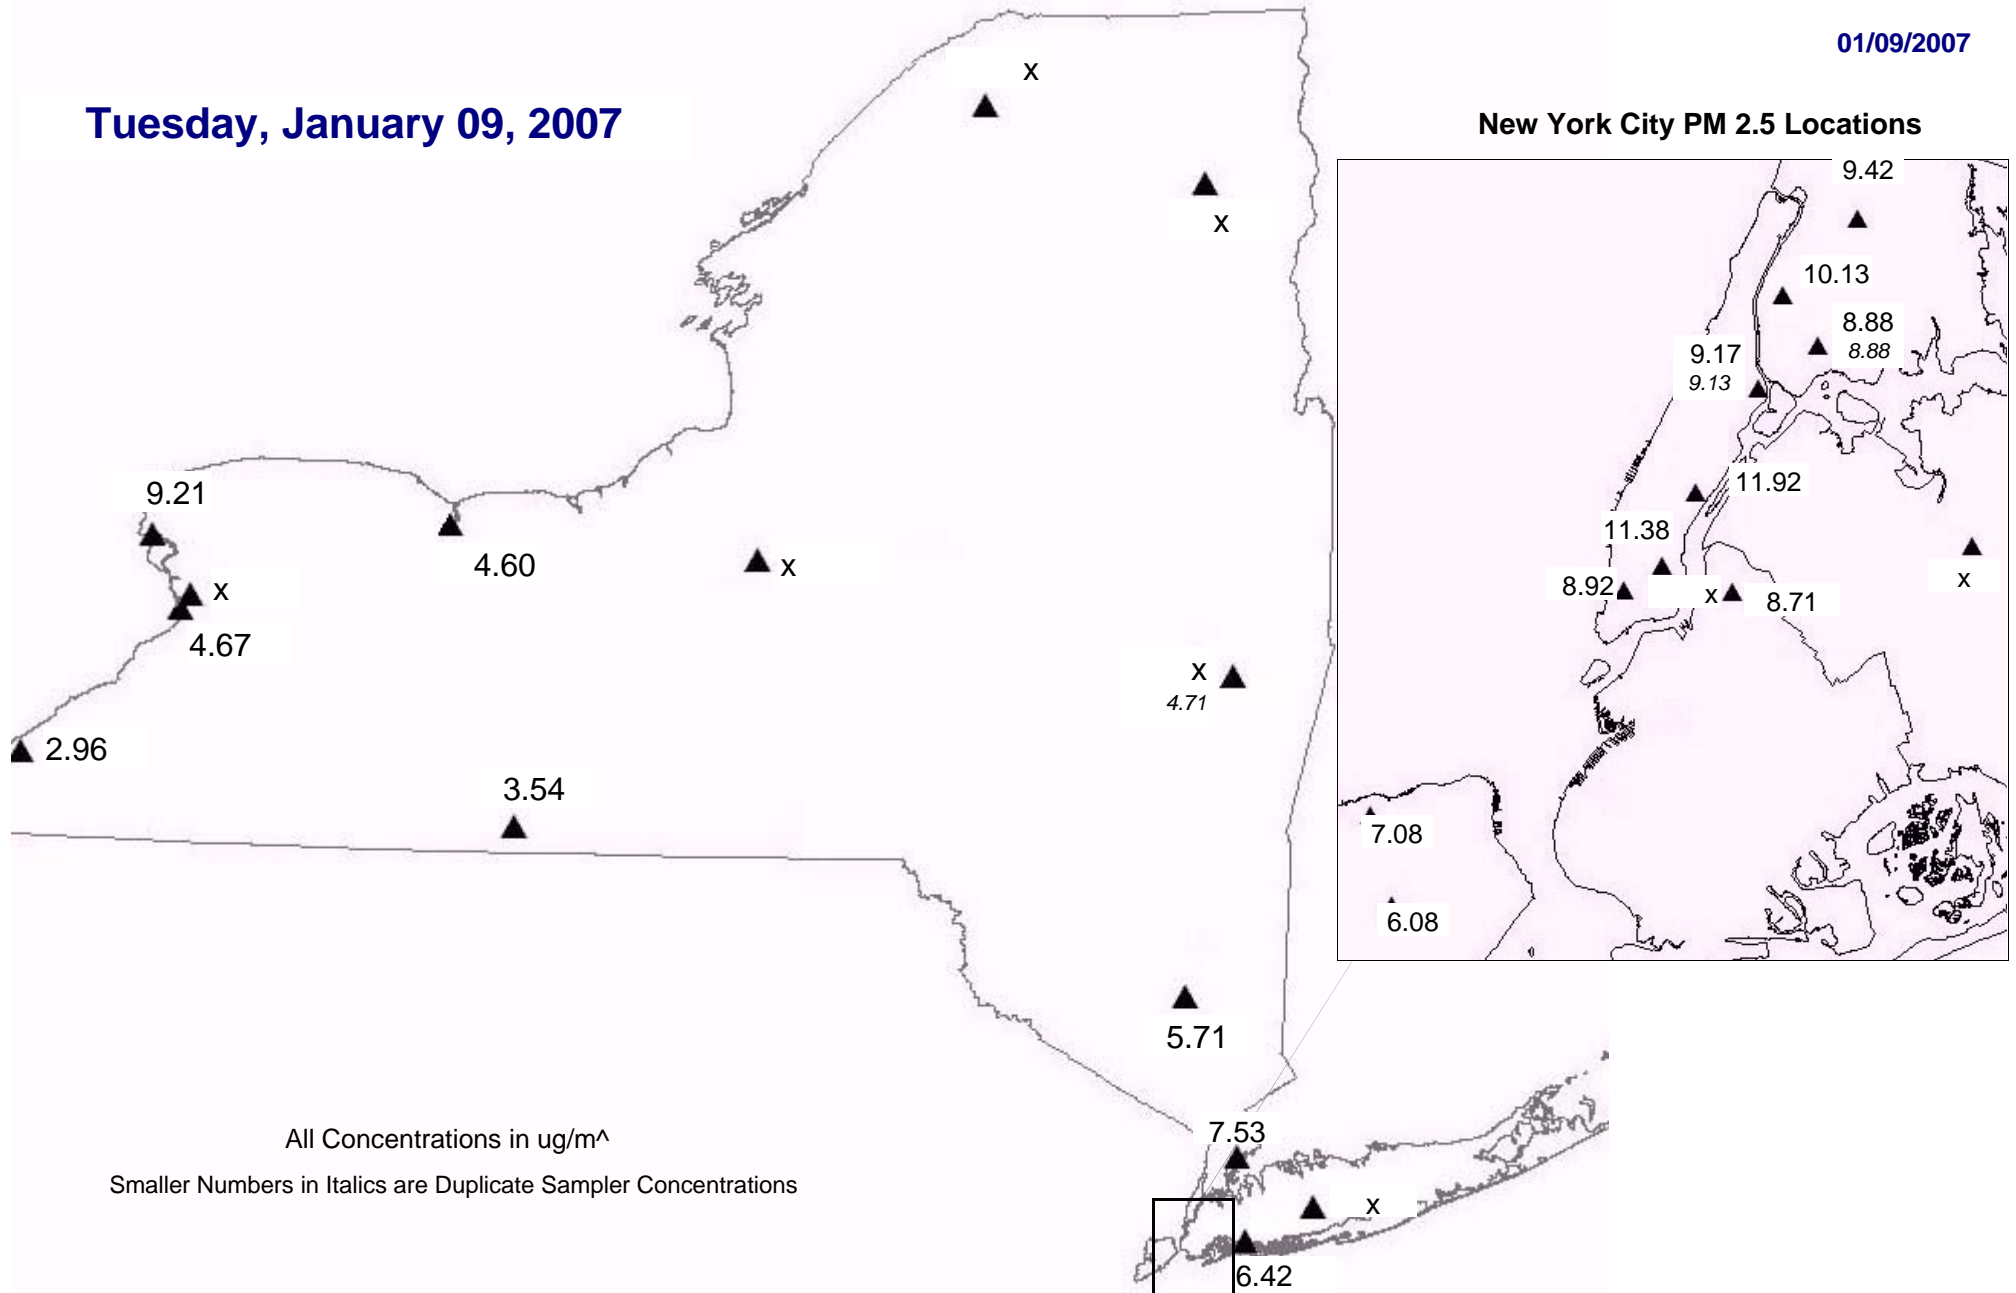 01/09/2007
Tuesday, January 09, 2007
New York City PM 2.5 Locations
x
x
9.42
10.13
8.88
8.88
9.17
9.13
11.92
11.38
8.92
x
8.71
x
7.08
6.08
9.21
4.60
x
x
4.67
x
4.71
2.96
3.54
5.71
7.53
x
6.42
All Concentrations in ug/m^
Smaller Numbers in Italics are Duplicate Sampler Concentrations